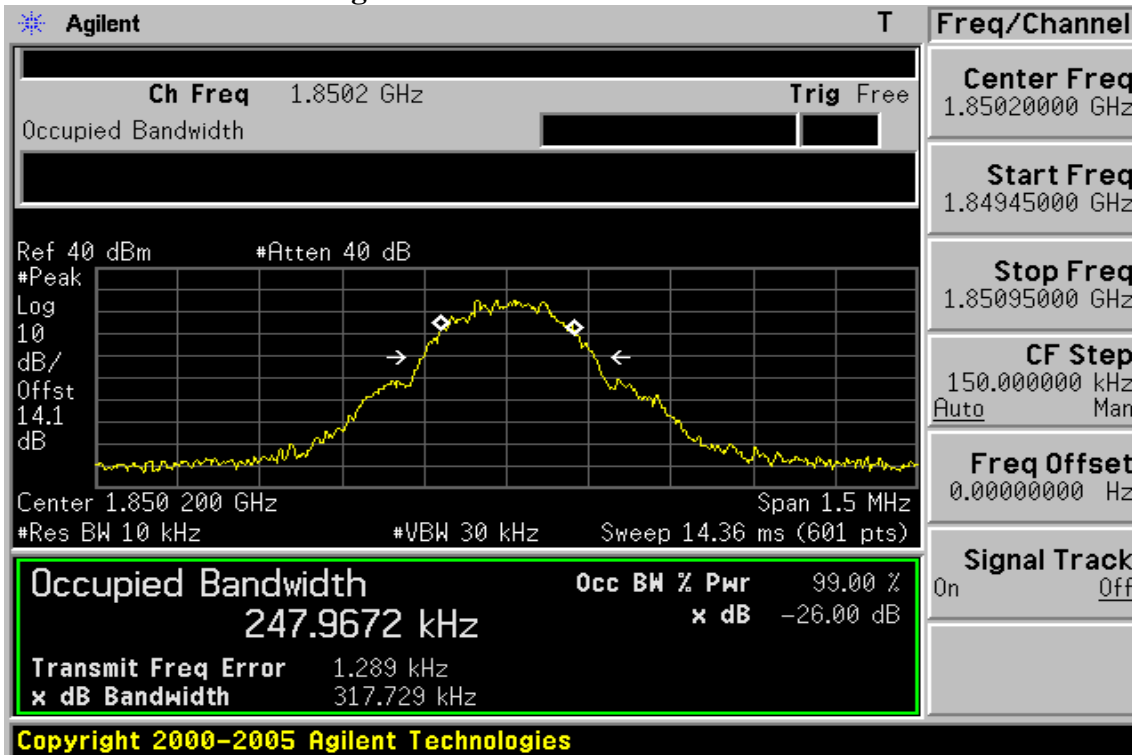 Agilent T Freq/Channel
Ch Freq 1.8502 GHz Trig Free
Occupied Bandwidth
Center Freq
1.85020000 GHz
Start Freq
1.84945000 GHz
Stop Freq
1.85095000 GHz
CF Step
150.000000 kHz
Auto Man
Freq Offset
0.00000000 Hz
Signal Track
On Off
Ref 40 dBm #Atten 40 dB
#Peak
Log
10
dB/
Offst
14.1
dB
Center 1.850 200 GHz Span 1.5 MHz
#Res BW 10 kHz #VBW 30 kHz Sweep 14.36 ms (601 pts)
Occupied Bandwidth Occ BW % Pwr 99.00 %
247.9672 kHz x dB -26.00 dB
Transmit Freq Error 1.289 kHz
x dB Bandwidth 317.729 kHz
Copyright 2000-2005 Agilent Technologies